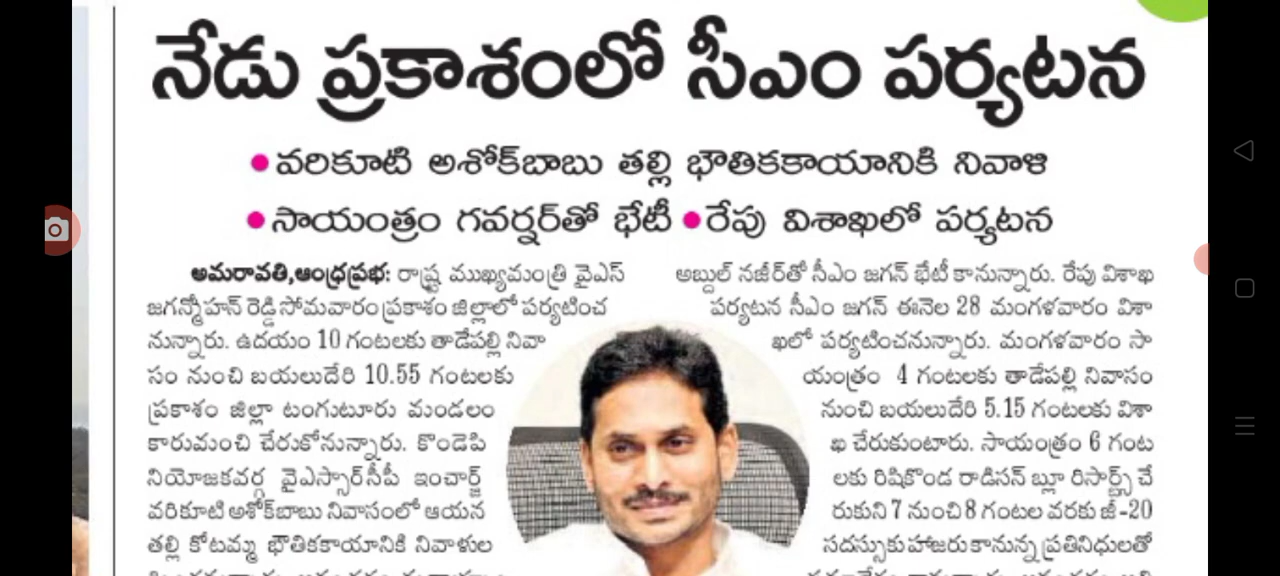 నేడు ప్రకాశంలో సీఎం పర్యటన
●వరికూటి అశోక్‌బాబు తల్లి భౌతికకాయానికి నివాళి
●సాయంత్రం గవర్నర్‌తో భేటీ ●రేపు విశాఖలో పర్యటన
అమరావతి,ఆంధ్రప్రభ: రాష్ట్ర ముఖ్యమంత్రి వైఎస్
జగన్మోహన్ రెడ్డి సోమవారం ప్రకాశం జిల్లాలో పర్యటించ
నున్నారు. ఉదయం 10 గంటలకు తాడేపల్లి నివా
సం నుంచి బయలుదేరి 10.55 గంటలకు
ప్రకాశం జిల్లా టంగుటూరు మండలం
కారుమంచి చేరుకోనున్నారు. కొండెపి
నియోజకవర్గ వైఎస్సార్‌సీపీ ఇంచార్జ్
వరికూటి అశోక్‌బాబు నివాసంలో ఆయన
తల్లి కోటమ్మ భౌతికకాయానికి నివాళుల
అబ్దుల్ నజీర్‌తో సీఎం జగన్ భేటీ కానున్నారు. రేపు విశాఖ
పర్యటన సీఎం జగన్ ఈనెల 28 మంగళవారం విశా
ఖలో పర్యటించనున్నారు. మంగళవారం సా
యంత్రం 4 గంటలకు తాడేపల్లి నివాసం
నుంచి బయలుదేరి 5.15 గంటలకు విశా
ఖ చేరుకుంటారు. సాయంత్రం 6 గంట
లకు రిషికొండ రాడిసన్ బ్లూ రిసార్ట్స్ చే
రుకుని 7 నుంచి 8 గంటల వరకు జీ-20
సదస్సుకు హాజరు కానున్న ప్రతినిధులతో